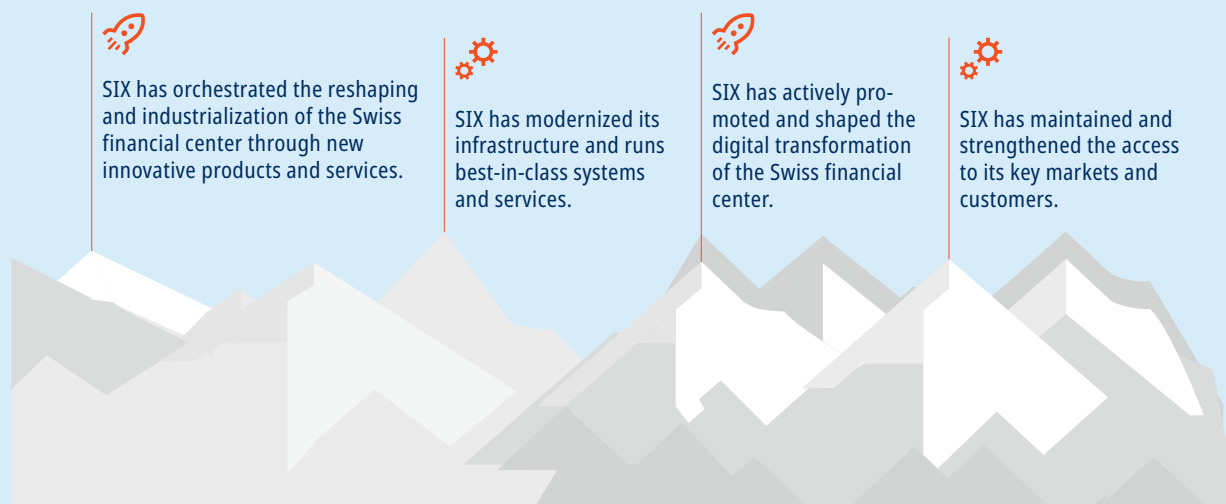 SIX has orchestrated the reshaping
and industrialization of the Swiss
financial center through new
innovative products and services.
SIX has modernized its
infrastructure and runs
best-in-class systems
and services.
SIX has actively pro-
moted and shaped the
digital transformation
of the Swiss financial
center.
SIX has maintained and
strengthened the access
to its key markets and
customers.